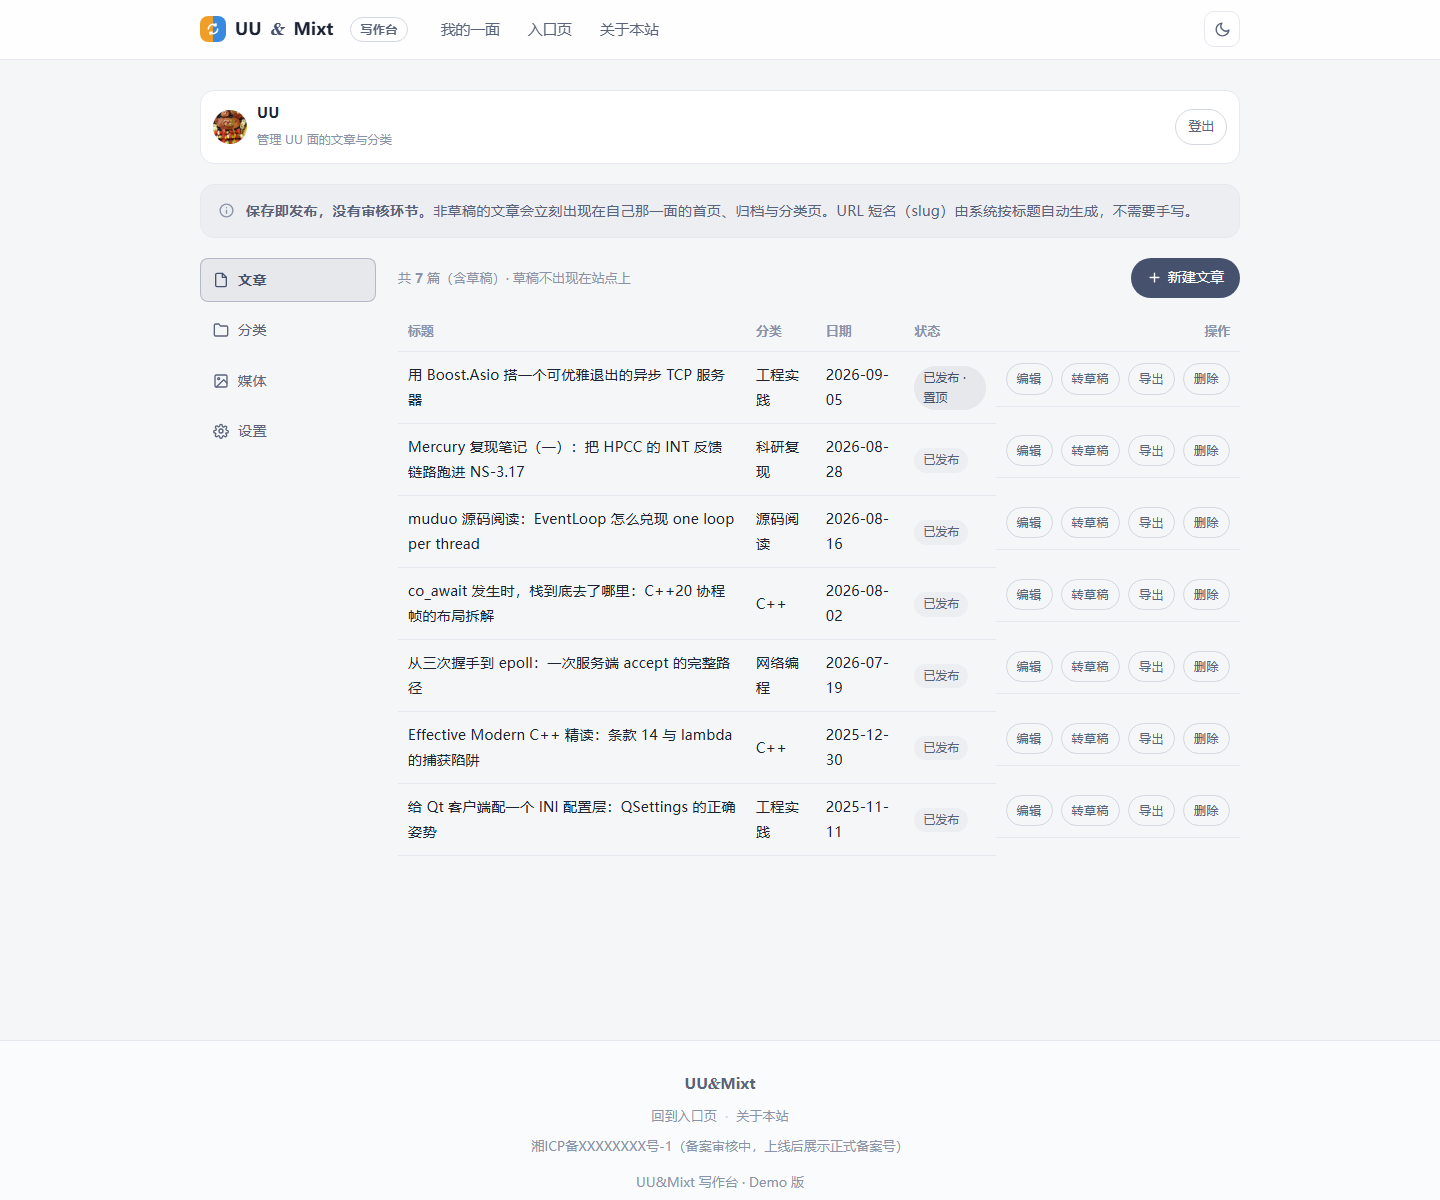 UU & Mixt 写作台 我的一面 入口页 关于本站
UU
管理 UU 面的文章与分类
登出
保存即发布，没有审核环节。非草稿的文章会立刻出现在自己那一面的首页、归档与分类页。URL 短名（slug）由系统按标题自动生成，不需要手写。
文章
分类
媒体
设置
共 7 篇（含草稿）· 草稿不出现在站点上
+ 新建文章
标题 分类 日期 状态 操作
用 Boost.Asio 搭一个可优雅退出的异步 TCP 服务
器
工程实
践
2026-09-
05
已发布 ·
置顶
编辑 转草稿 导出 删除
Mercury 复现笔记（一）：把 HPCC 的 INT 反馈
链路跑进 NS-3.17
科研复
现
2026-08-
28
已发布
编辑 转草稿 导出 删除
muduo 源码阅读：EventLoop 怎么兑现 one loop
per thread
源码阅
读
2026-08-
16
已发布
编辑 转草稿 导出 删除
co_await 发生时，栈到底去了哪里：C++20 协程
帧的布局拆解
C++
2026-08-
02
已发布
编辑 转草稿 导出 删除
从三次握手到 epoll：一次服务端 accept 的完整路
径
网络编
程
2026-07-
19
已发布
编辑 转草稿 导出 删除
Effective Modern C++ 精读：条款 14 与 lambda
的捕获陷阱
C++
2025-12-
30
已发布
编辑 转草稿 导出 删除
给 Qt 客户端配一个 INI 配置层：QSettings 的正确
姿势
工程实
践
2025-11-
11
已发布
编辑 转草稿 导出 删除
UU&Mixt
回到入口页 · 关于本站
湘ICP备XXXXXXXX号-1（备案审核中，上线后展示正式备案号）
UU&Mixt 写作台 · Demo 版